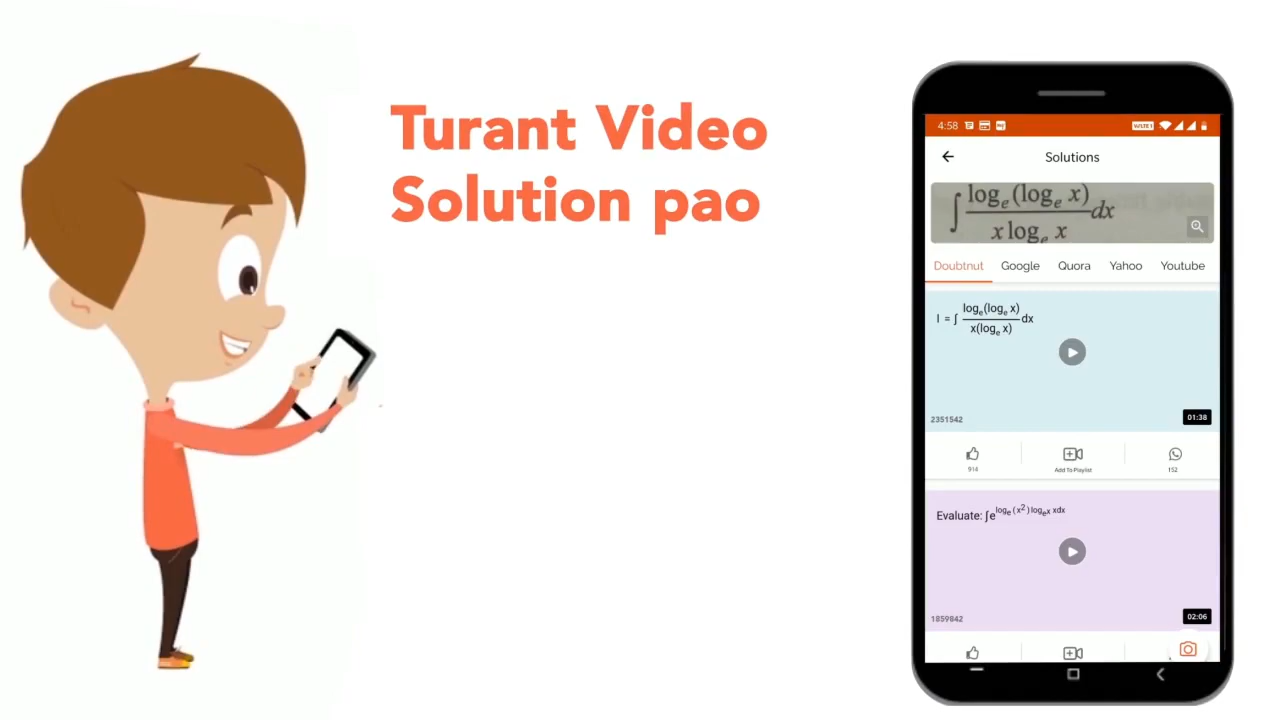 Turant Video
Solution pao
4:58
Solutions
∫ logₑ(logₑ x) / x logₑ x dx
Doubtnut Google Quora Yahoo Youtube
I = ∫ logₑ(logₑ x) / x(logₑ x) dx
2351542 01:38
914 Add To Playlist 152
Evaluate: ∫e^logₑ(x²)logₑx xdx
1859842 02:06